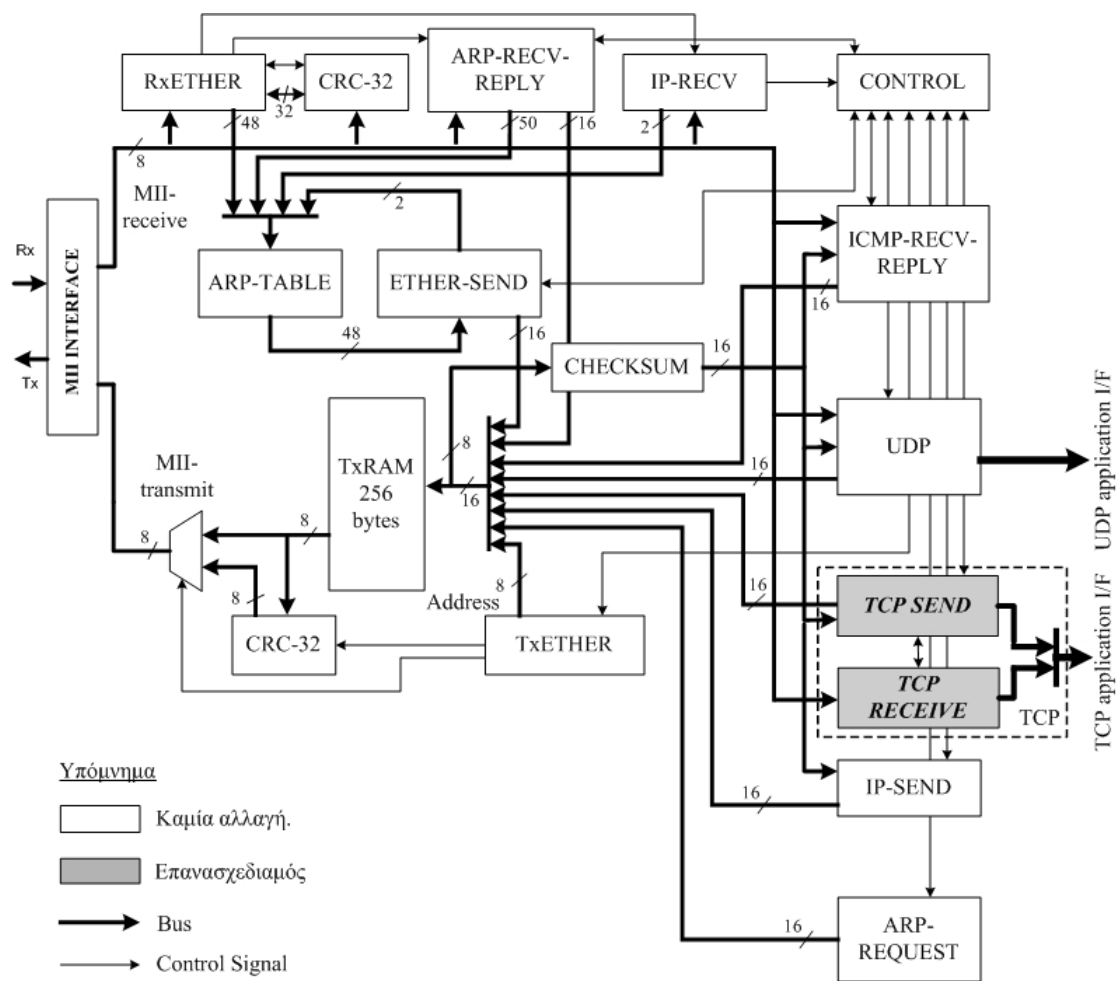 RxETHER
CRC-32
ARP-RECV-
REPLY
IP-RECV
CONTROL
32
48
50
16
2
8
MII-
receive
2
Rx
Tx
MII INTERFACE
ARP-TABLE
ETHER-SEND
ICMP-RECV-
REPLY
16
48
16
CHECKSUM
16
UDP
UDP application I/F
16
8
16
TxRAM
256
bytes
MII-
transmit
8
8
8
CRC-32
Address
8
TxETHER
16
TCP SEND
TCP
RECEIVE
TCP
TCP application I/F
16
IP-SEND
16
ARP-
REQUEST
Υπόμνημα
Καμία αλλαγή.
Επανασχεδιαμός
Bus
Control Signal